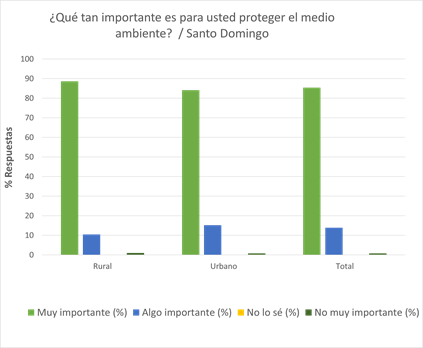 ¿Qué tan importante es para usted proteger el medio
ambiente? / Santo Domingo
100
90
80
70
60
50
40
30
20
10
0
% Respuestas
Rural
Urbano
Total
Muy importante (%)
Algo importante (%)
No lo sé (%)
No muy importante (%)